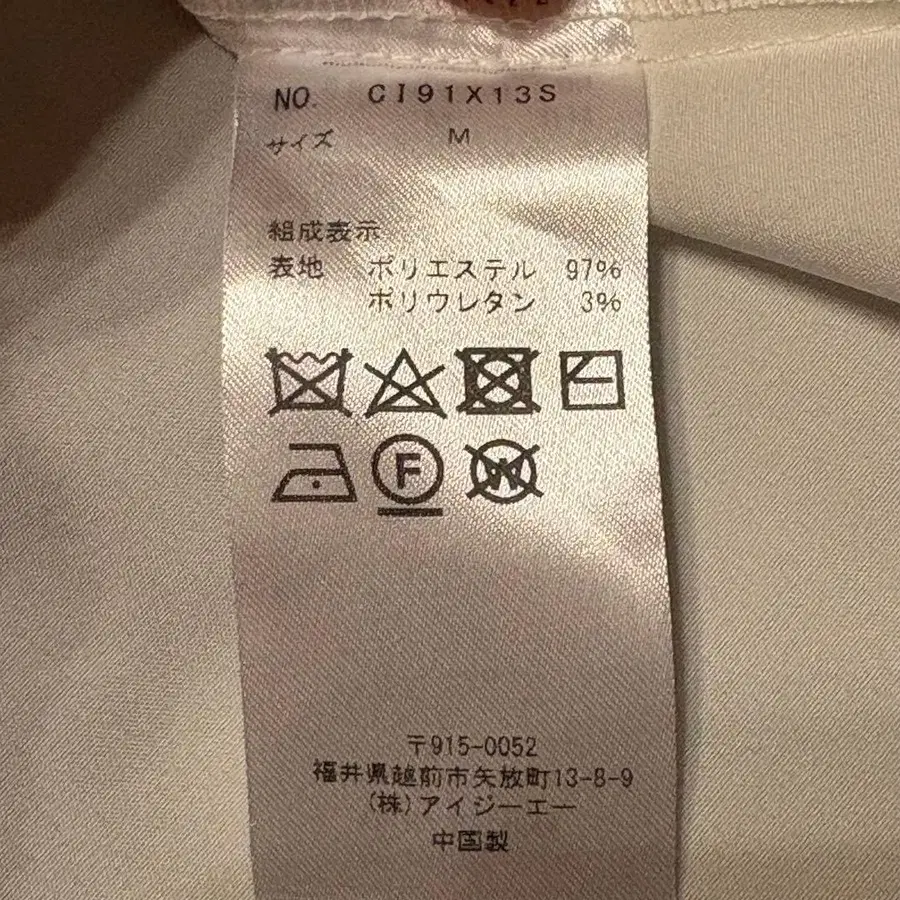 NO. CI91X13S
サイズ M
組成表示
表地 ポリエステル 97%
ポリウレタン 3%
F W
〒915-0052
福井県越前市矢放町13-8-9
(株)アイジーエー
中国製